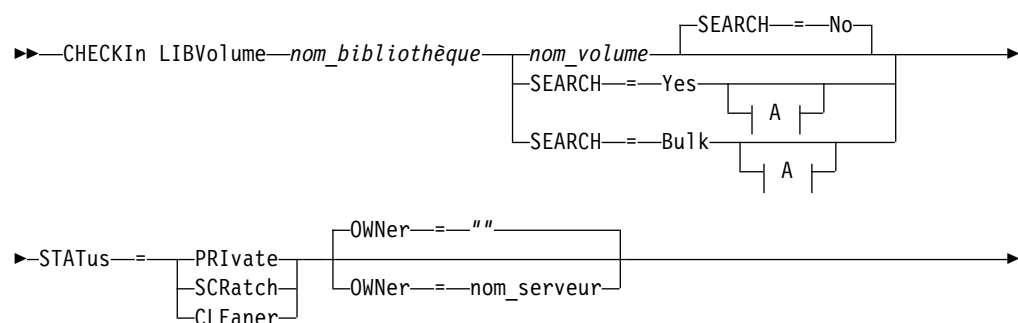 SEARCH = No
CHECKIn LIBVolume nom_bibliothèque nom_volume
SEARCH = Yes
A
SEARCH = Bulk
A
OWNer = ""
STATus = PRIvate
SCRatch OWNer = nom_serveur
CLEaner